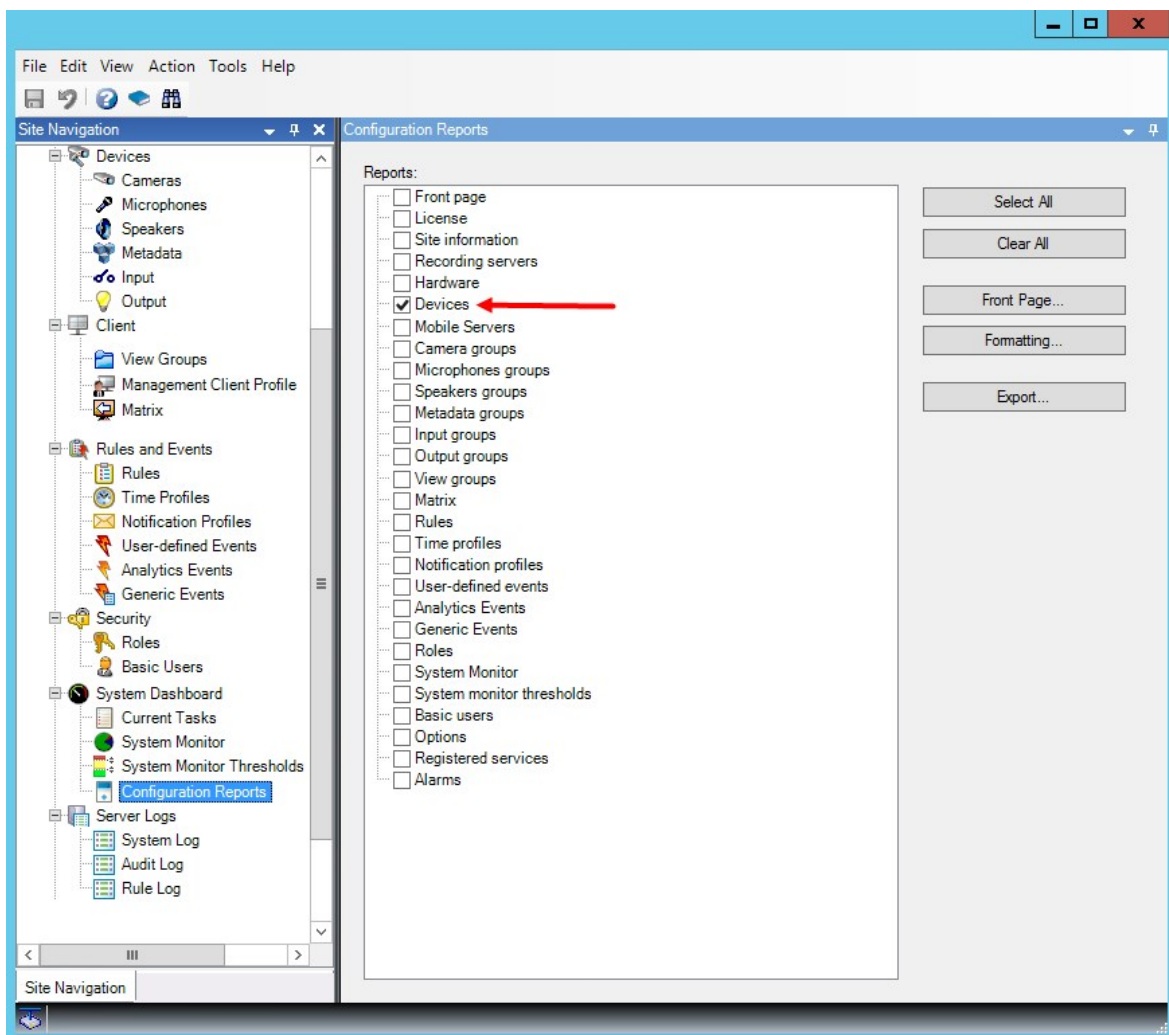 File Edit View Action Tools Help
Site Navigation
Devices
Cameras
Microphones
Speakers
Metadata
Input
Output
Client
View Groups
Management Client Profile
Matrix
Rules and Events
Rules
Time Profiles
Notification Profiles
User-defined Events
Analytics Events
Generic Events
Security
Roles
Basic Users
System Dashboard
Current Tasks
System Monitor
System Monitor Thresholds
Configuration Reports
Server Logs
System Log
Audit Log
Rule Log
Site Navigation
Configuration Reports
Reports:
Front page
License
Site information
Recording servers
Hardware
Devices
Mobile Servers
Camera groups
Microphones groups
Speakers groups
Metadata groups
Input groups
Output groups
View groups
Matrix
Rules
Time profiles
Notification profiles
User-defined events
Analytics Events
Generic Events
Roles
System Monitor
System monitor thresholds
Basic users
Options
Registered services
Alarms
Select All
Clear All
Front Page...
Formatting...
Export...